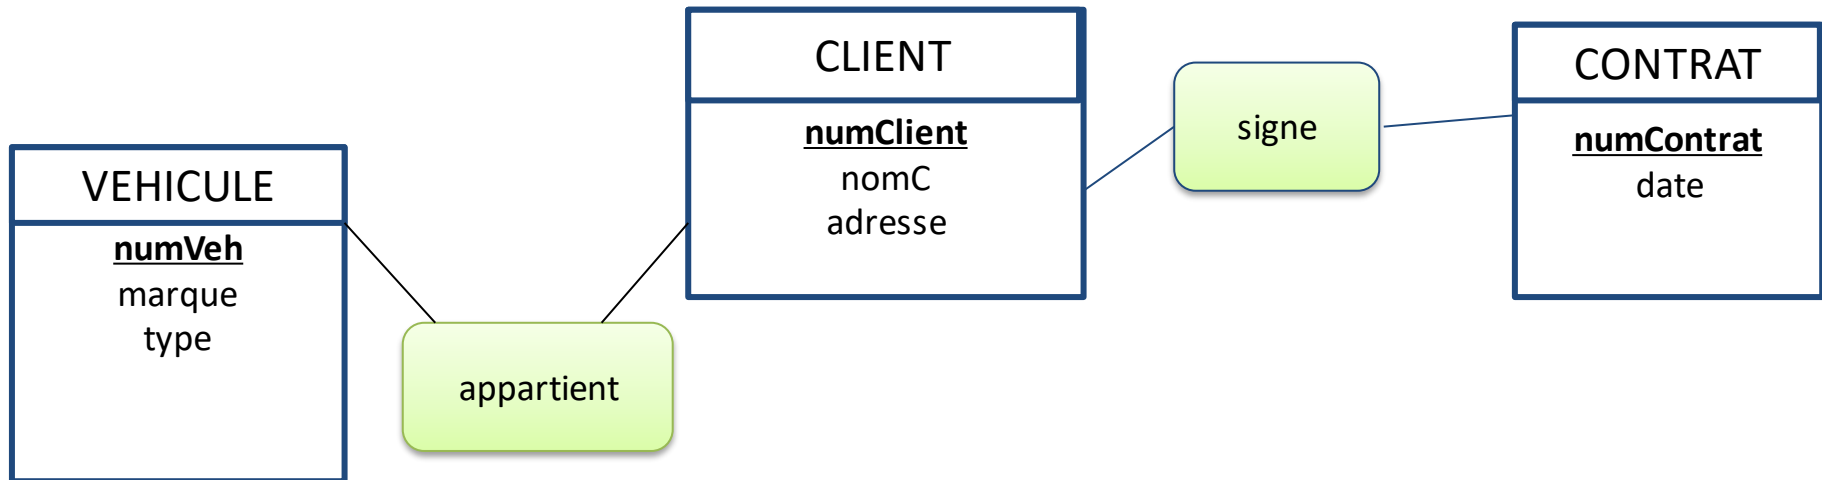 VEHICULE
numVeh
marque
type
appartient
CLIENT
numClient
nomC
adresse
signe
CONTRAT
numContrat
date